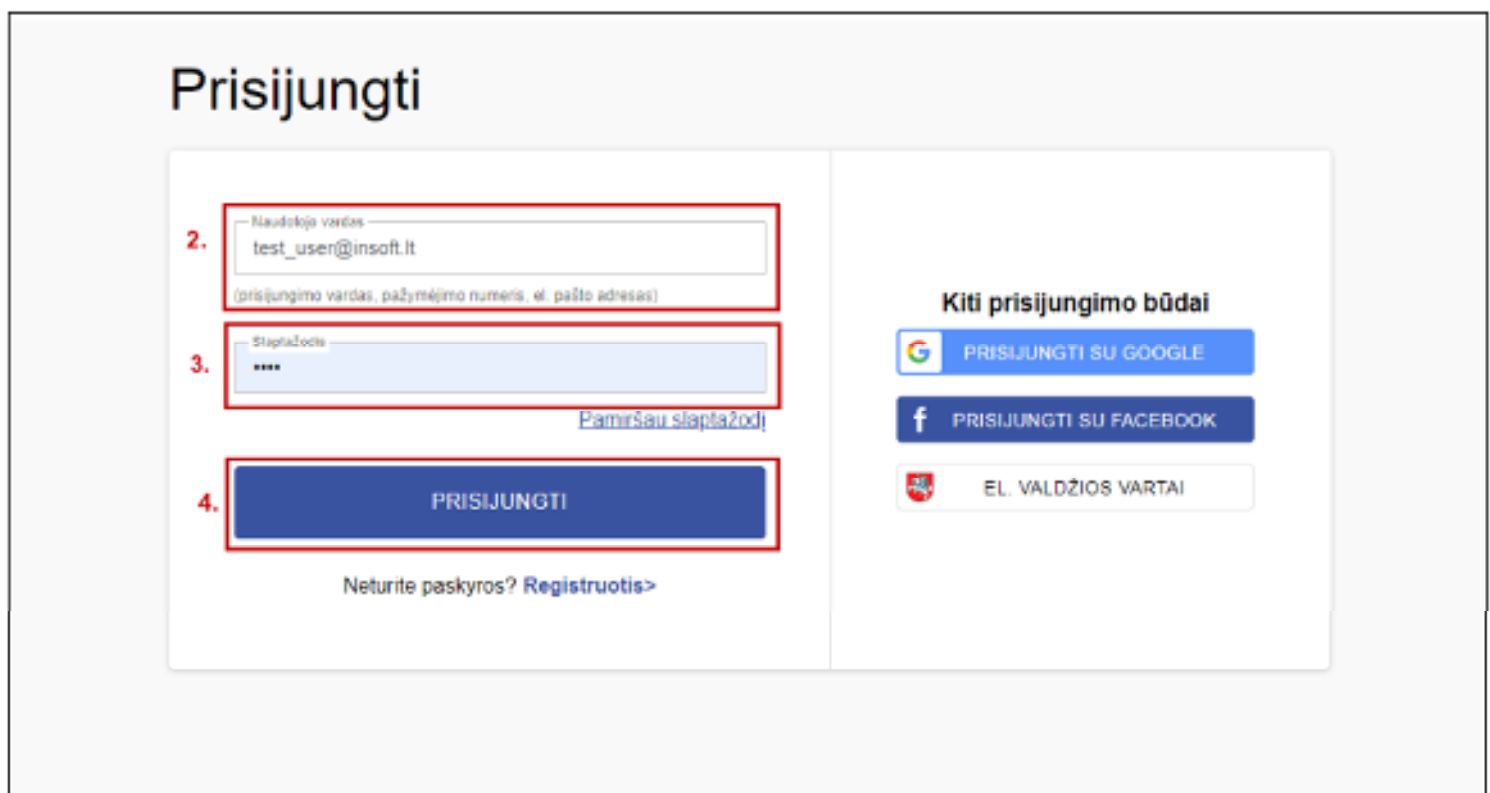 Prisijungti
2.
Naudotojo vardas
test_user@insoft.lt
(prisijungimo vardas, pažymėjimo numeris, el. pašto adresas)
3.
Slaptažodis
••••
Pamiršau slaptažodį
4.
PRISIJUNGTI
Neturite paskyros? Registruotis>
Kiti prisijungimo būdai
G PRISIJUNGTI SU GOOGLE
f PRISIJUNGTI SU FACEBOOK
EL. VALDŽIOS VARTAI